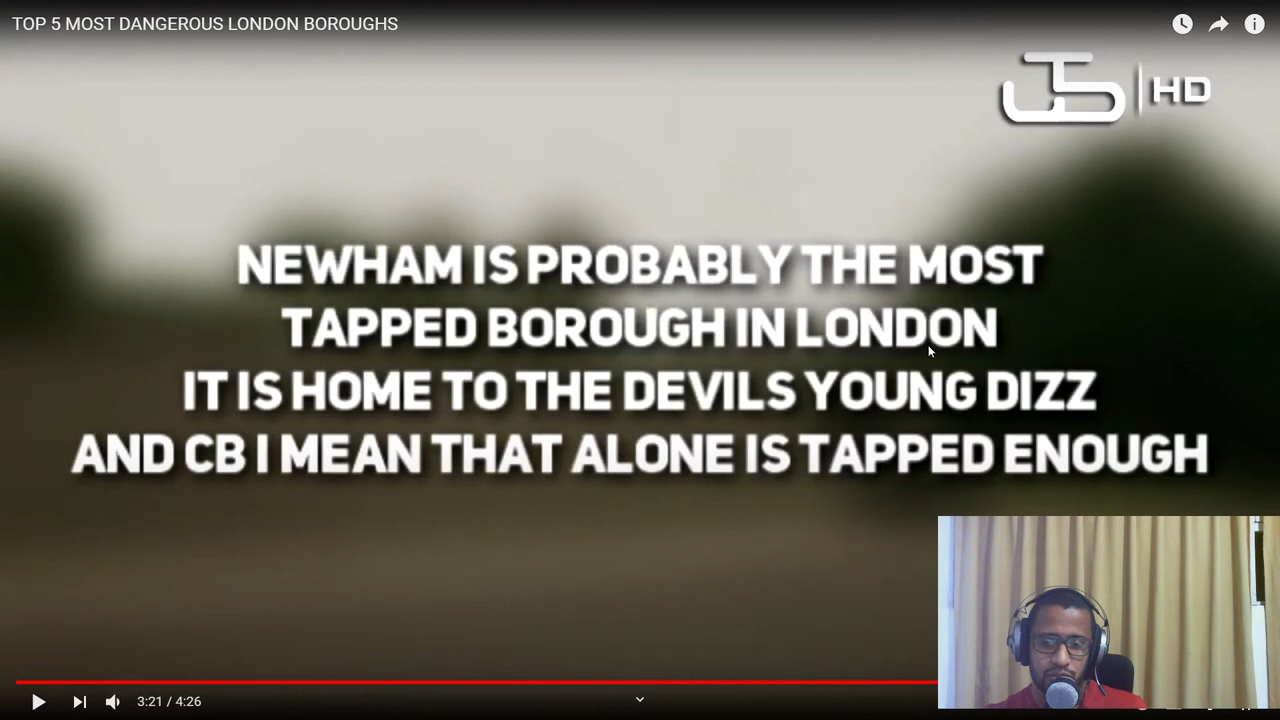 TOP 5 MOST DANGEROUS LONDON BOROUGHS
JTS HD
NEWHAM IS PROBABLY THE MOST
TAPPED BOROUGH IN LONDON
IT IS HOME TO THE DEVILS YOUNG DIZZ
AND CB I MEAN THAT ALONE IS TAPPED ENOUGH
3:21 / 4:26